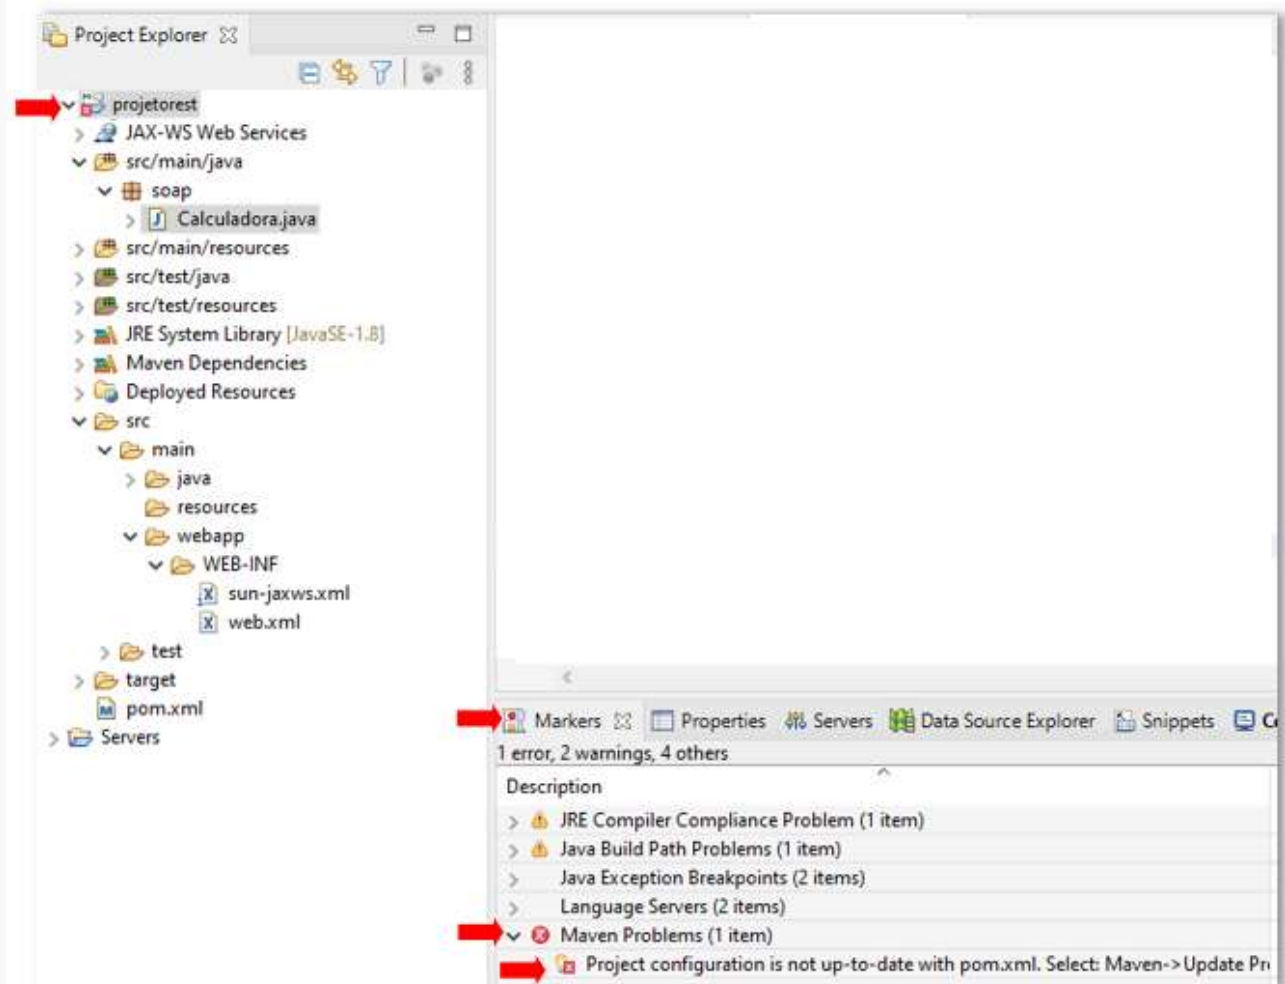 Project Explorer
projetorest
JAX-WS Web Services
src/main/java
soap
Calculadora.java
src/main/resources
src/test/java
src/test/resources
JRE System Library [JavaSE-1.8]
Maven Dependencies
Deployed Resources
src
main
java
resources
webapp
WEB-INF
sun-jaxws.xml
web.xml
test
target
pom.xml
Servers
Markers Properties Servers Data Source Explorer Snippets
1 error, 2 warnings, 4 others
Description
JRE Compiler Compliance Problem (1 item)
Java Build Path Problems (1 item)
Java Exception Breakpoints (2 items)
Language Servers (2 items)
Maven Problems (1 item)
Project configuration is not up-to-date with pom.xml. Select: Maven->Update